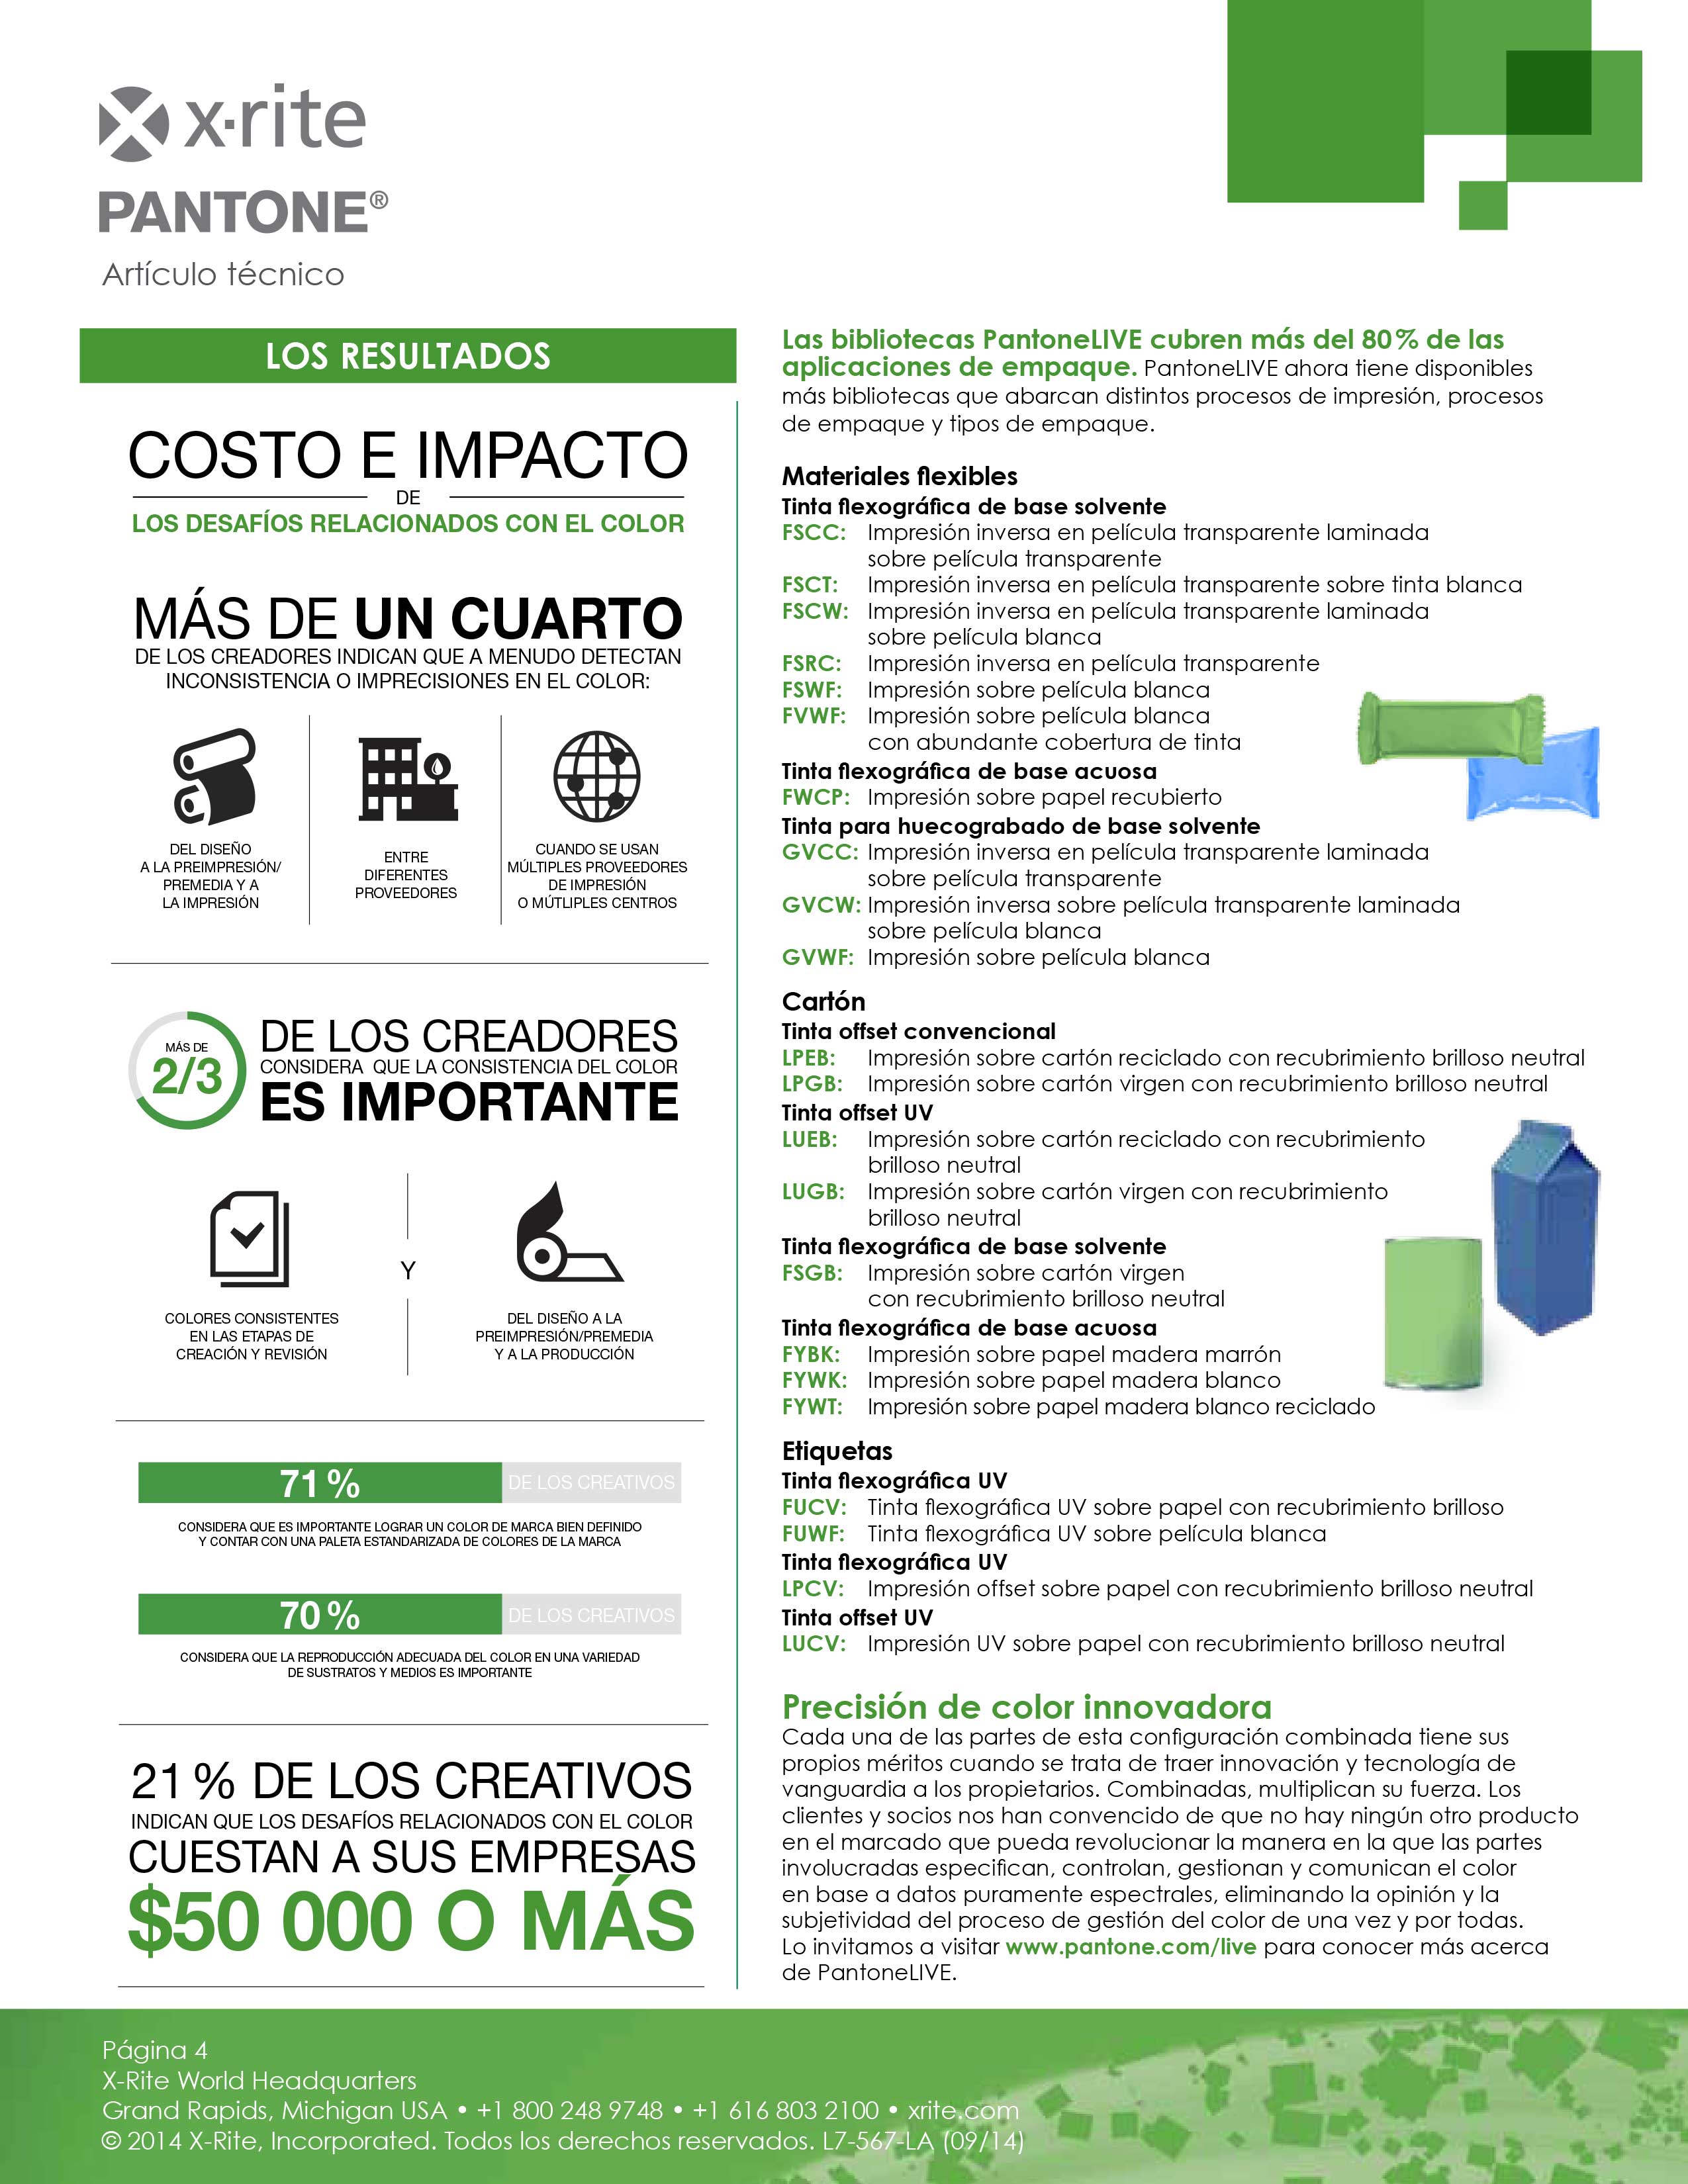 x·rite
PANTONE®
Artículo técnico
LOS RESULTADOS
COSTO E IMPACTO
DE
LOS DESAFÍOS RELACIONADOS CON EL COLOR
MÁS DE UN CUARTO
DE LOS CREADORES INDICAN QUE A MENUDO DETECTAN
INCONSISTENCIA O IMPRECISIONES EN EL COLOR:
DEL DISEÑO
A LA PREIMPRESIÓN/
PREMEDIA Y A
LA IMPRESIÓN
ENTRE
DIFERENTES
PROVEEDORES
CUANDO SE USAN
MÚLTIPLES PROVEEDORES
DE IMPRESIÓN
O MÚTLIPLES CENTROS
MÁS DE
2/3
DE LOS CREADORES
CONSIDERA QUE LA CONSISTENCIA DEL COLOR
ES IMPORTANTE
COLORES CONSISTENTES
EN LAS ETAPAS DE
CREACIÓN Y REVISIÓN
Y
DEL DISEÑO A LA
PREIMPRESIÓN/PREMEDIA
Y A LA PRODUCCIÓN
71 % DE LOS CREATIVOS
CONSIDERA QUE ES IMPORTANTE LOGRAR UN COLOR DE MARCA BIEN DEFINIDO
Y CONTAR CON UNA PALETA ESTANDARIZADA DE COLORES DE LA MARCA
70 % DE LOS CREATIVOS
CONSIDERA QUE LA REPRODUCCIÓN ADECUADA DEL COLOR EN UNA VARIEDAD
DE SUSTRATOS Y MEDIOS ES IMPORTANTE
21 % DE LOS CREATIVOS
INDICAN QUE LOS DESAFÍOS RELACIONADOS CON EL COLOR
CUESTAN A SUS EMPRESAS
$50 000 O MÁS
Las bibliotecas PantoneLIVE cubren más del 80% de las
aplicaciones de empaque. PantoneLIVE ahora tiene disponibles
más bibliotecas que abarcan distintos procesos de impresión, procesos
de empaque y tipos de empaque.
Materiales flexibles
Tinta flexográfica de base solvente
FSCC: Impresión inversa en película transparente laminada
sobre película transparente
FSCT: Impresión inversa en película transparente sobre tinta blanca
FSCW: Impresión inversa en película transparente laminada
sobre película blanca
FSRC: Impresión inversa en película transparente
FSWF: Impresión sobre película blanca
FVWF: Impresión sobre película blanca
con abundante cobertura de tinta
Tinta flexográfica de base acuosa
FWCP: Impresión sobre papel recubierto
Tinta para huecograbado de base solvente
GVCC: Impresión inversa en película transparente laminada
sobre película transparente
GVCW: Impresión inversa sobre película transparente laminada
sobre película blanca
GVWF: Impresión sobre película blanca
Cartón
Tinta offset convencional
LPEB: Impresión sobre cartón reciclado con recubrimiento brilloso neutral
LPGB: Impresión sobre cartón virgen con recubrimiento brilloso neutral
Tinta offset UV
LUEB: Impresión sobre cartón reciclado con recubrimiento
brilloso neutral
LUGB: Impresión sobre cartón virgen con recubrimiento
brilloso neutral
Tinta flexográfica de base solvente
FSGB: Impresión sobre cartón virgen
con recubrimiento brilloso neutral
Tinta flexográfica de base acuosa
FYBK: Impresión sobre papel madera marrón
FYWK: Impresión sobre papel madera blanco
FYWT: Impresión sobre papel madera blanco reciclado
Etiquetas
Tinta flexográfica UV
FUCV: Tinta flexográfica UV sobre papel con recubrimiento brilloso
FUWF: Tinta flexográfica UV sobre película blanca
Tinta flexográfica UV
LPCV: Impresión offset sobre papel con recubrimiento brilloso neutral
Tinta offset UV
LUCV: Impresión UV sobre papel con recubrimiento brilloso neutral
Precisión de color innovadora
Cada una de las partes de esta configuración combinada tiene sus
propios méritos cuando se trata de traer innovación y tecnología de
vanguardia a los propietarios. Combinadas, multiplican su fuerza. Los
clientes y socios nos han convencido de que no hay ningún otro producto
en el marcado que pueda revolucionar la manera en la que las partes
involucradas especifican, controlan, gestionan y comunican el color
en base a datos puramente espectrales, eliminando la opinión y la
subjetividad del proceso de gestión del color de una vez y por todas.
Lo invitamos a visitar www.pantone.com/live para conocer más acerca
de PantoneLIVE.
Página 4
X-Rite World Headquarters
Grand Rapids, Michigan USA • +1 800 248 9748 • +1 616 803 2100 • xrite.com
© 2014 X-Rite, Incorporated. Todos los derechos reservados. L7-567-LA (09/14)